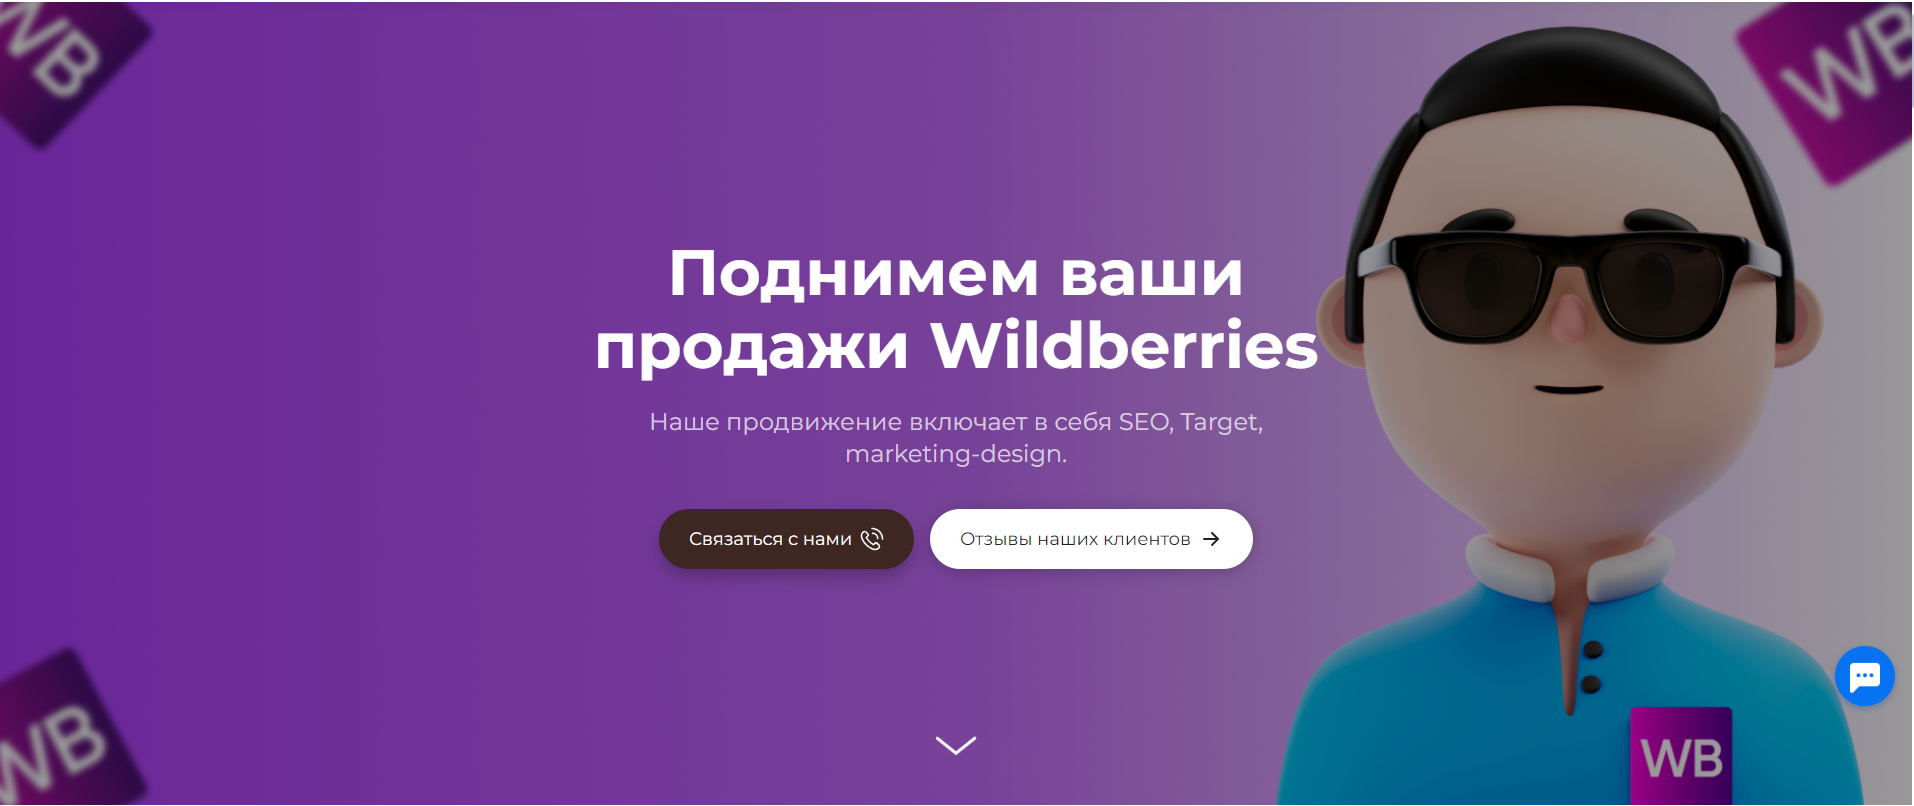 WB
WB
Поднимем ваши
продажи Wildberries
Наше продвижение включает в себя SEO, Target,
marketing-design.
Связаться с нами
Отзывы наших клиентов
WB
WB